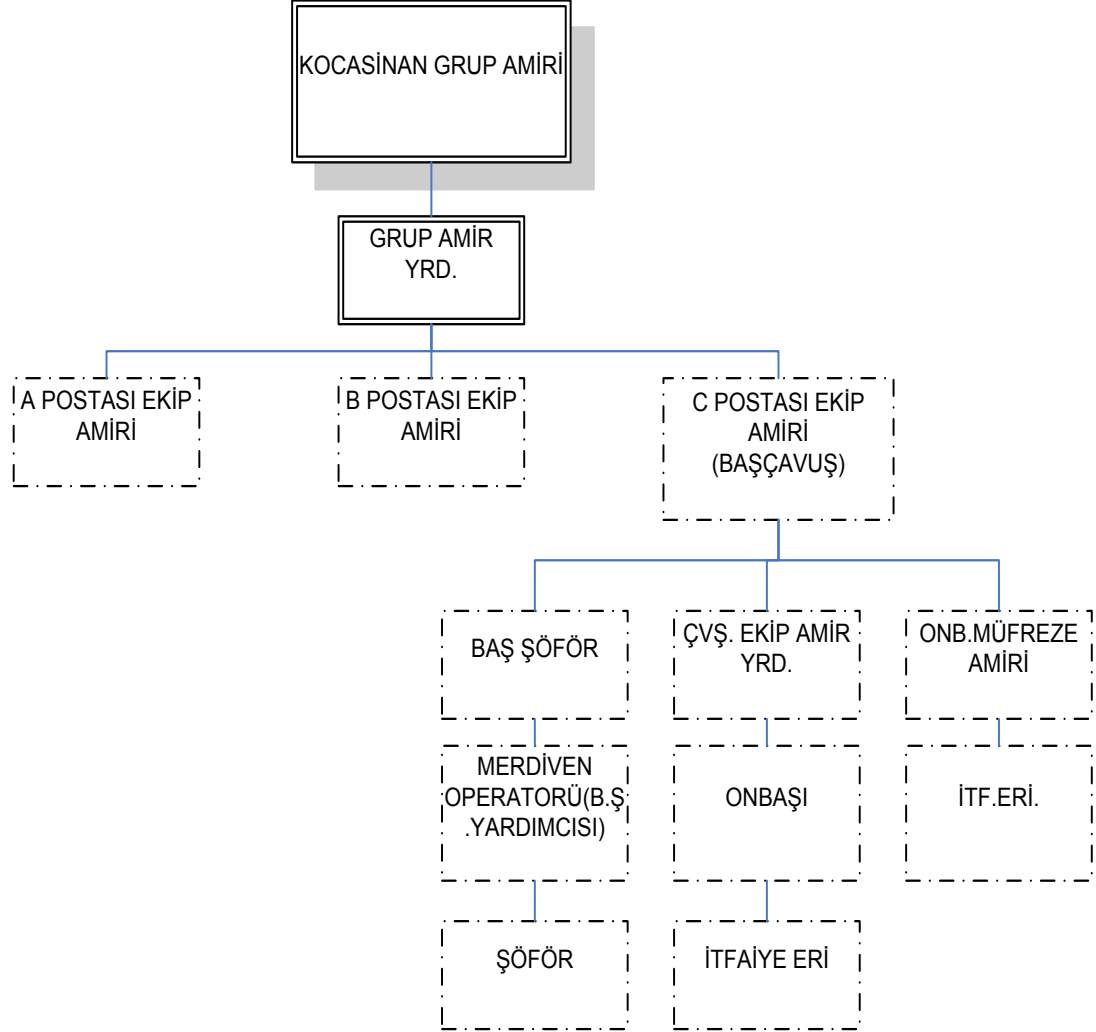 KOCASİNAN GRUP AMİRİ
GRUP AMİR
YRD.
A POSTASI EKİP
AMİRİ
B POSTASI EKİP
AMİRİ
C POSTASI EKİP
AMİRİ
(BAŞÇAVUŞ)
BAŞ ŞÖFÖR
ÇVŞ. EKİP AMİR
YRD.
ONB.MÜFREZE
AMİRİ
MERDİVEN
OPERATORÜ(B.Ş
.YARDIMCISI)
ONBAŞI
İTF.ERİ.
ŞÖFÖR
İTFAİYE ERİ